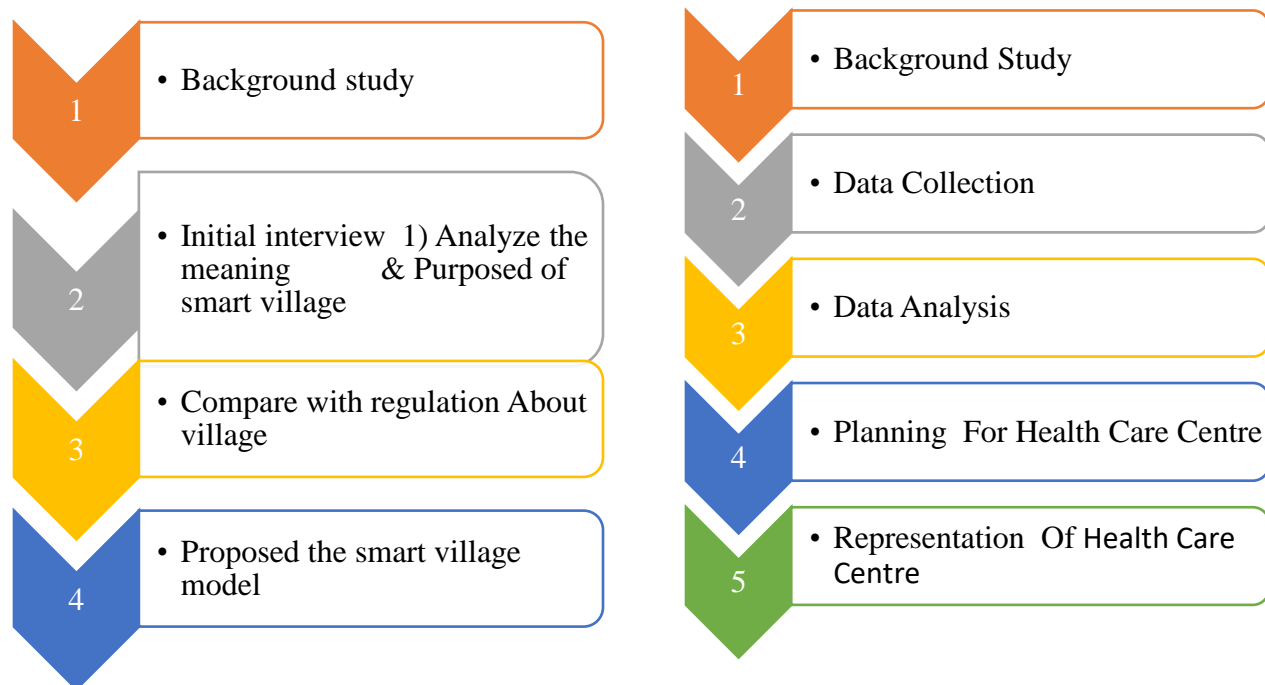 1
• Background study
2
• Initial interview 1) Analyze the
meaning & Purposed of
smart village
3
• Compare with regulation About
village
4
• Proposed the smart village
model
1
• Background Study
2
• Data Collection
3
• Data Analysis
4
• Planning For Health Care Centre
5
• Representation Of Health Care
Centre